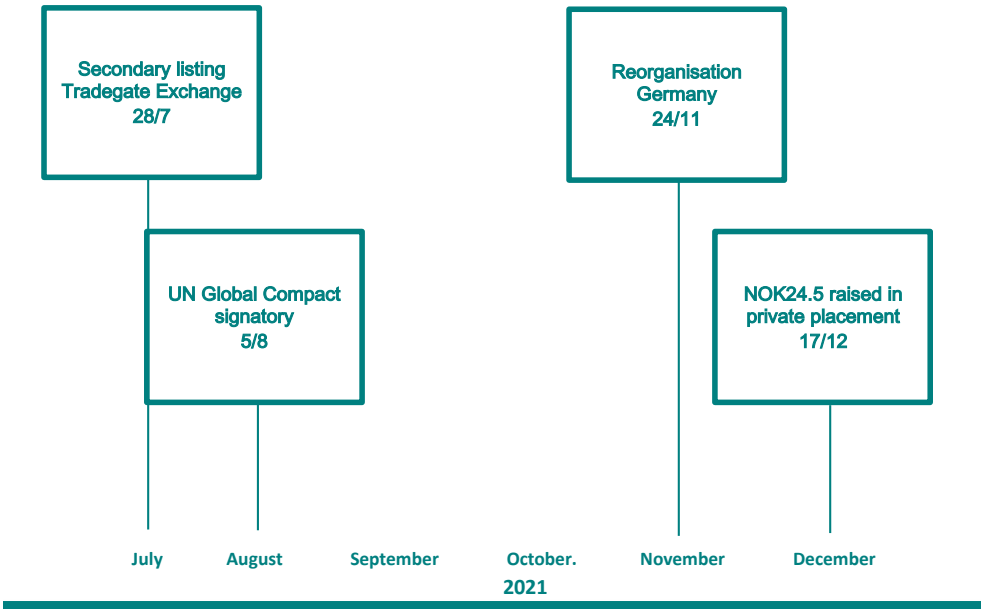 Secondary listing
Tradegate Exchange
28/7
Reorganisation
Germany
24/11
UN Global Compact
signatory
5/8
NOK24.5 raised in
private placement
17/12
July August September October. November December
2021